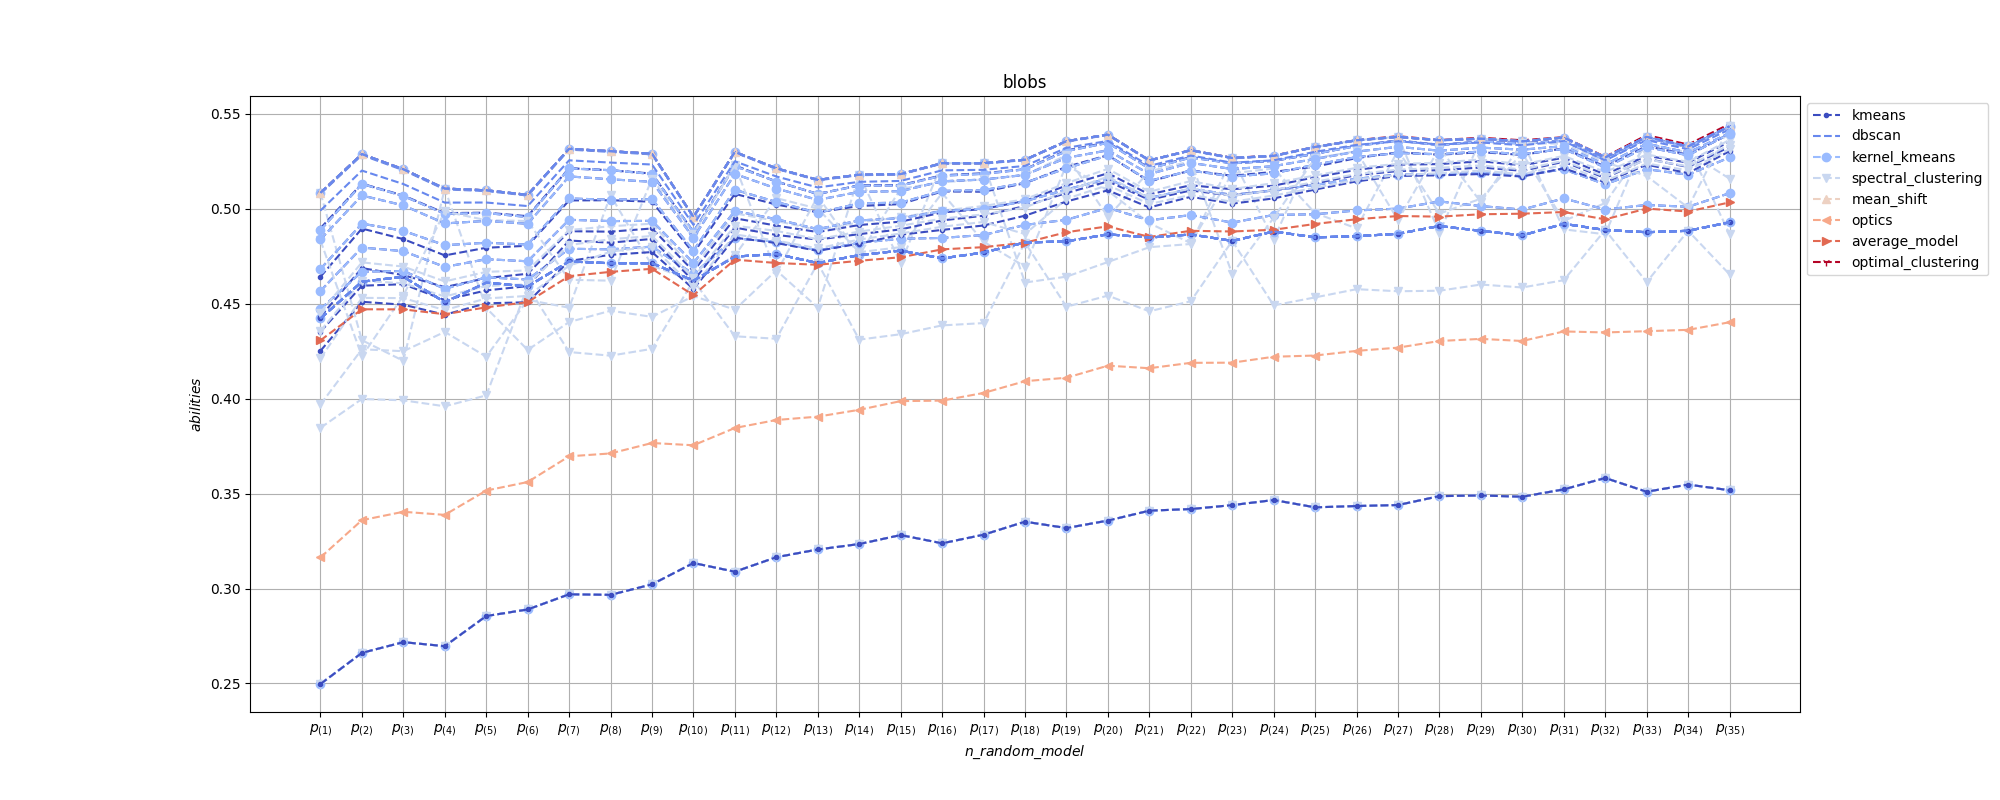 blobs
0.55
0.50
0.45
0.40
0.35
0.30
0.25
abilities
p(1) p(2) p(3) p(4) p(5) p(6) p(7) p(8) p(9) p(10) p(11) p(12) p(13) p(14) p(15) p(16) p(17) p(18) p(19) p(20) p(21) p(22) p(23) p(24) p(25) p(26) p(27) p(28) p(29) p(30) p(31) p(32) p(33) p(34) p(35)
n_random_model
kmeans
dbscan
kernel_kmeans
spectral_clustering
mean_shift
optics
average_model
optimal_clustering